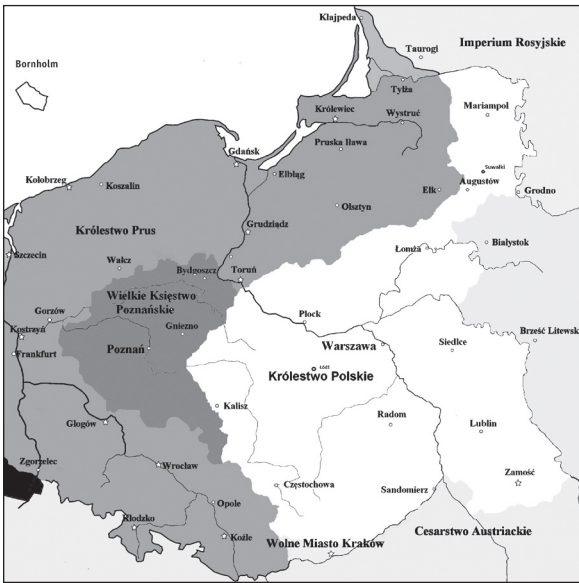 Kłajpeda
Taurogi
Imperium Rosyjskie
Bornholm
Tylża
Królewiec
Wystruć
Mariampol
Pruska Iława
Gdańsk
Suwałki
Kołobrzeg
Koszalin
Elbląg
Ełk
Augustów
Grodno
Olsztyn
Królestwo Prus
Grudziądz
Łomża
Białystok
Szczecin
Wałcz
Bydgoszcz
Toruń
Wielkie Księstwo
Poznańskie
Gorzów
Gniezno
Płock
Kostrzyń
Brześć Litewsk
Frankfurt
Poznań
Warszawa
Siedlce
Łódź
Królestwo Polskie
Kalisz
Radom
Głogów
Lublin
Zgorzelec
Wrocław
Częstochowa
Zamość
Opole
Sandomierz
Kłodzko
Koźle
Wolne Miasto Kraków
Cesarstwo Austriackie